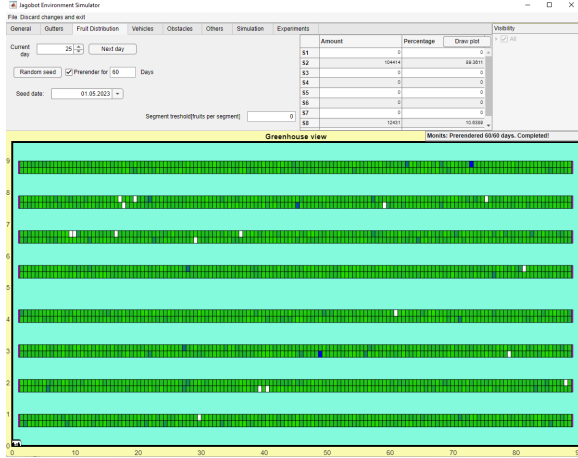 Jagobot Environment Simulator
File Discard changes and exit
General Gutters Fruit Distribution Vehicles Obstacles Others Simulation Experiments
Visibility
All
Current day 25 Next day
Random seed Prerender for 60 Days
Seed date: 01.05.2023
Segment treshold[fruits per segment] 0
Amount Percentage Draw plot
S1 0 0
S2 104414 89.3611
S3 0 0
S4 0 0
S5 0 0
S6 0 0
S7 0 0
S8 12431 10.6389
Greenhouse view
Monits: Prerendered 60/60 days. Completed!
9
8
7
6
5
4
3
2
1
0
0 10 20 30 40 50 60 70 80 9